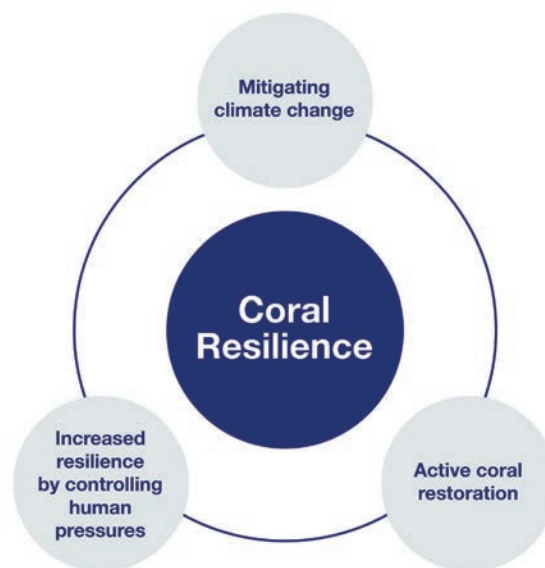 Mitigating
climate change
Coral
Resilience
Increased
resilience
by controlling
human
pressures
Active coral
restoration